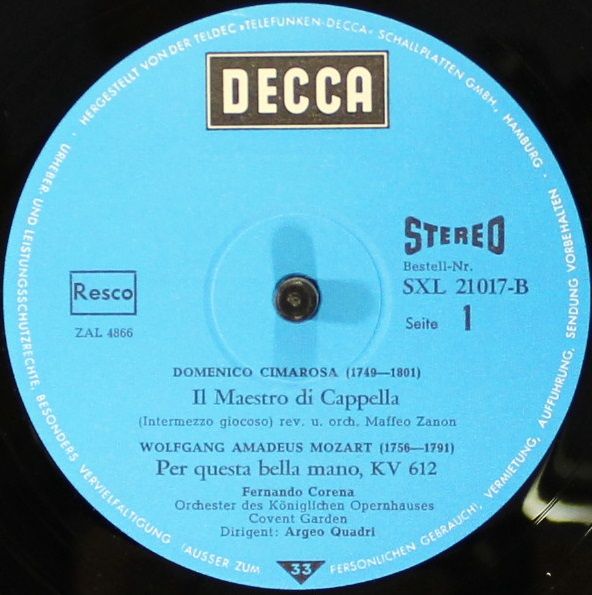 HERGESTELLT VON DER TELDEC »TELEFUNKEN-DECCA« SCHALLPLATTEN GMBH., HAMBURG ·
URHEBER- UND LEISTUNGSSCHUTZRECHTE, BESONDERS VERVIELFÄLTIGUNG (AUSSER ZUM PERSÖNLICHEN GEBRAUCH), VERMIETUNG, AUFFÜHRUNG, SENDUNG VORBEHALTEN
DECCA
STEREO
Bestell-Nr.
SXL 21017-B
Seite 1
Resco
ZAL 4866
DOMENICO CIMAROSA (1749—1801)
Il Maestro di Cappella
(Intermezzo giocoso) rev. u. orch. Maffeo Zanon
WOLFGANG AMADEUS MOZART (1756—1791)
Per questa bella mano, KV 612
Fernando Corena
Orchester des Königlichen Opernhauses
Covent Garden
Dirigent: Argeo Quadri
33